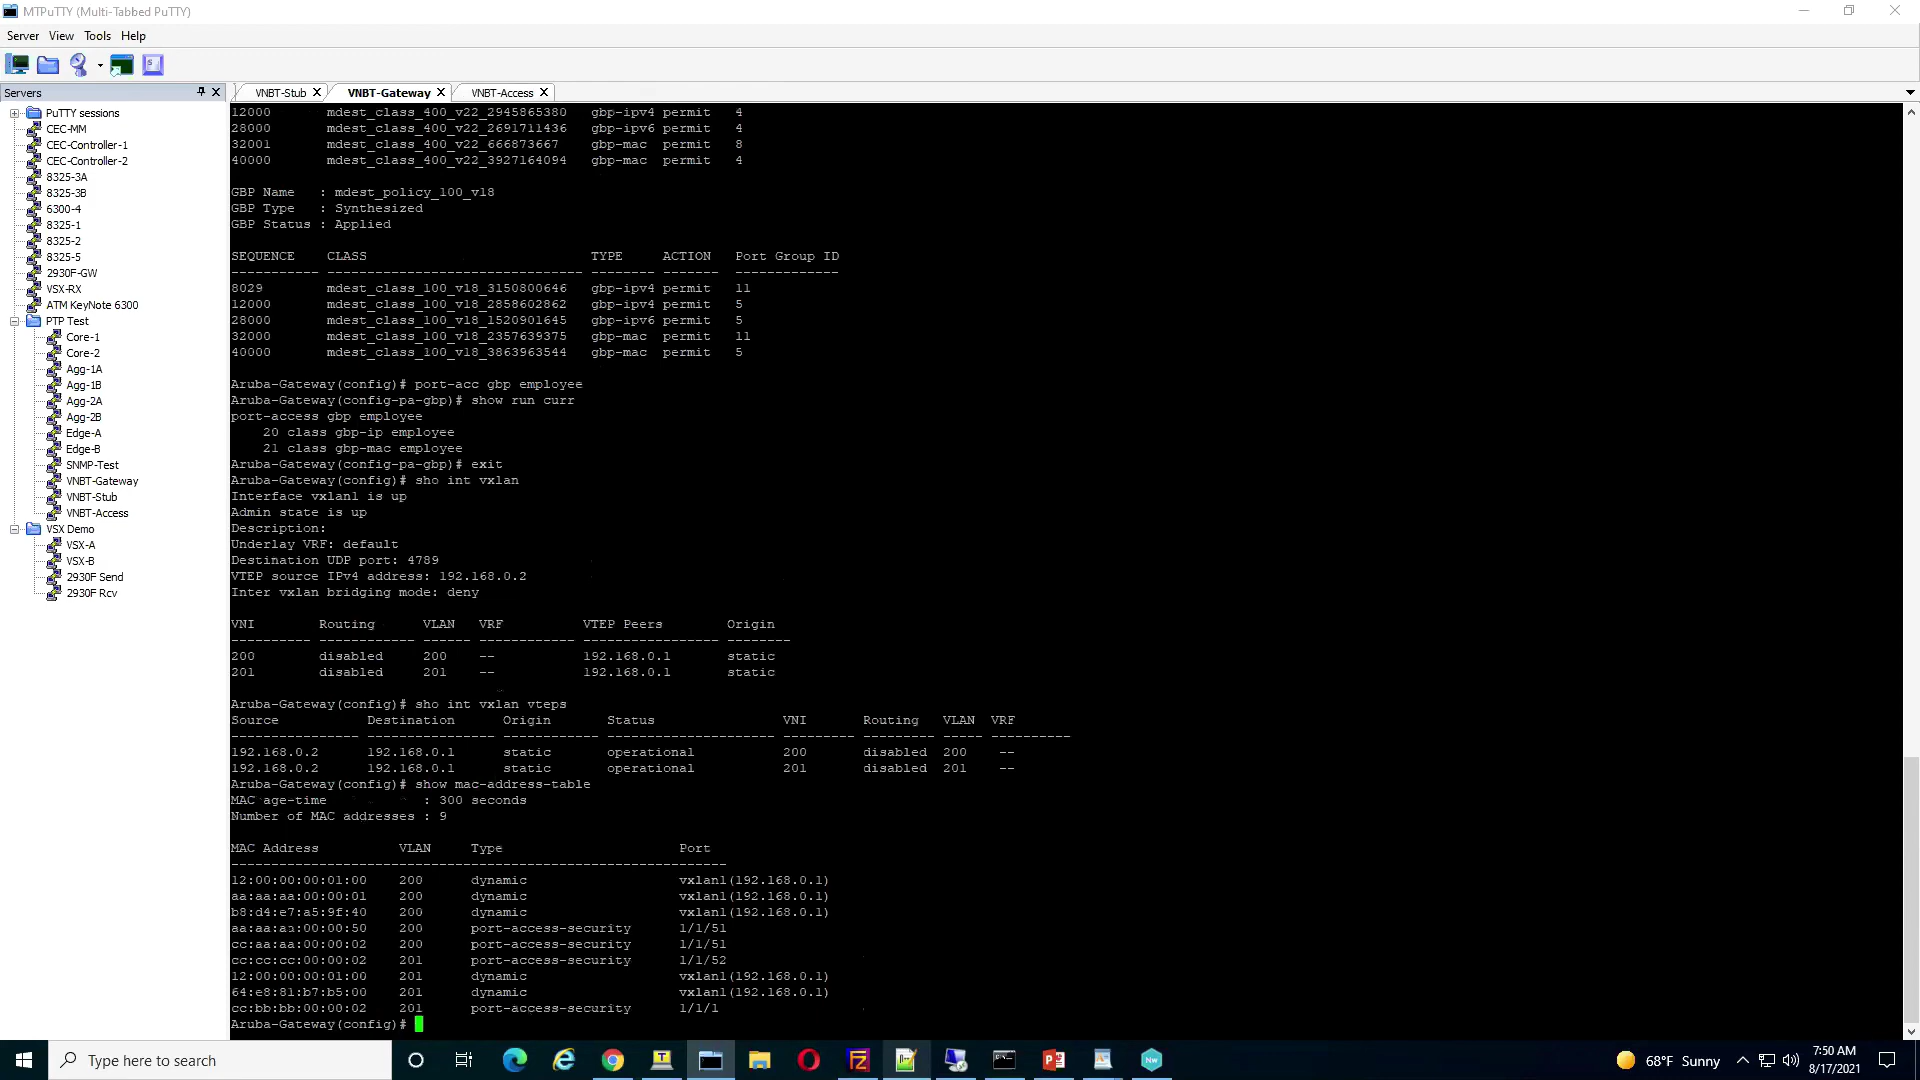 MTPuTTY (Multi-Tabbed PuTTY)
Server View Tools Help
Servers
VNBT-Stub VNBT-Gateway VNBT-Access
PuTTY sessions
CEC-MM
CEC-Controller-1
CEC-Controller-2
8325-3A
8325-3B
6300-4
8325-1
8325-2
8325-5
2930F-GW
VSX-RX
ATM KeyNote 6300
PTP Test
Core-1
Core-2
Agg-1A
Agg-1B
Agg-2A
Agg-2B
Edge-A
Edge-B
SNMP-Test
VNBT-Gateway
VNBT-Stub
VNBT-Access
VSX Demo
VSX-A
VSX-B
2930F Send
2930F Rcv
12000 mdest_class_400_v22_2945865380 gbp-ipv4 permit 4
28000 mdest_class_400_v22_2691711436 gbp-ipv6 permit 4
32001 mdest_class_400_v22_666873667 gbp-mac permit 8
40000 mdest_class_400_v22_3927164094 gbp-mac permit 4
GBP Name : mdest_policy_100_v18
GBP Type : Synthesized
GBP Status : Applied
SEQUENCE CLASS TYPE ACTION Port Group ID
----------- -------------------------------- -------- ------- -------------
8029 mdest_class_100_v18_3150800646 gbp-ipv4 permit 11
12000 mdest_class_100_v18_2858602862 gbp-ipv4 permit 5
28000 mdest_class_100_v18_1520901645 gbp-ipv6 permit 5
32000 mdest_class_100_v18_2357639375 gbp-mac permit 11
40000 mdest_class_100_v18_3863963544 gbp-mac permit 5
Aruba-Gateway(config)# port-acc gbp employee
Aruba-Gateway(config-pa-gbp)# show run curr
port-access gbp employee
20 class gbp-ip employee
21 class gbp-mac employee
Aruba-Gateway(config-pa-gbp)# exit
Aruba-Gateway(config)# sho int vxlan
Interface vxlan1 is up
Admin state is up
Description:
Underlay VRF: default
Destination UDP port: 4789
VTEP source IPv4 address: 192.168.0.2
Inter vxlan bridging mode: deny
VNI Routing VLAN VRF VTEP Peers Origin
---------- ------------ ------ ------------ ----------------- --------
200 disabled 200 -- 192.168.0.1 static
201 disabled 201 -- 192.168.0.1 static
Aruba-Gateway(config)# sho int vxlan vteps
Source Destination Origin Status VNI Routing VLAN VRF
---------------- ---------------- ------------ --------------------- --------- --------- ----- ----------
192.168.0.2 192.168.0.1 static operational 200 disabled 200 --
192.168.0.2 192.168.0.1 static operational 201 disabled 201 --
Aruba-Gateway(config)# show mac-address-table
MAC age-time : 300 seconds
Number of MAC addresses : 9
MAC Address VLAN Type Port
--------------------------------------------------------------
12:00:00:00:01:00 200 dynamic vxlan1(192.168.0.1)
aa:aa:aa:00:00:01 200 dynamic vxlan1(192.168.0.1)
b8:d4:e7:a5:9f:40 200 dynamic vxlan1(192.168.0.1)
aa:aa:aa:00:00:50 200 port-access-security 1/1/51
cc:aa:aa:00:00:02 200 port-access-security 1/1/51
cc:cc:cc:00:00:02 201 port-access-security 1/1/52
12:00:00:00:01:00 201 dynamic vxlan1(192.168.0.1)
64:e8:81:b7:b5:00 201 dynamic vxlan1(192.168.0.1)
cc:bb:bb:00:00:02 201 port-access-security 1/1/1
Aruba-Gateway(config)#
Type here to search
68°F Sunny
7:50 AM
8/17/2021